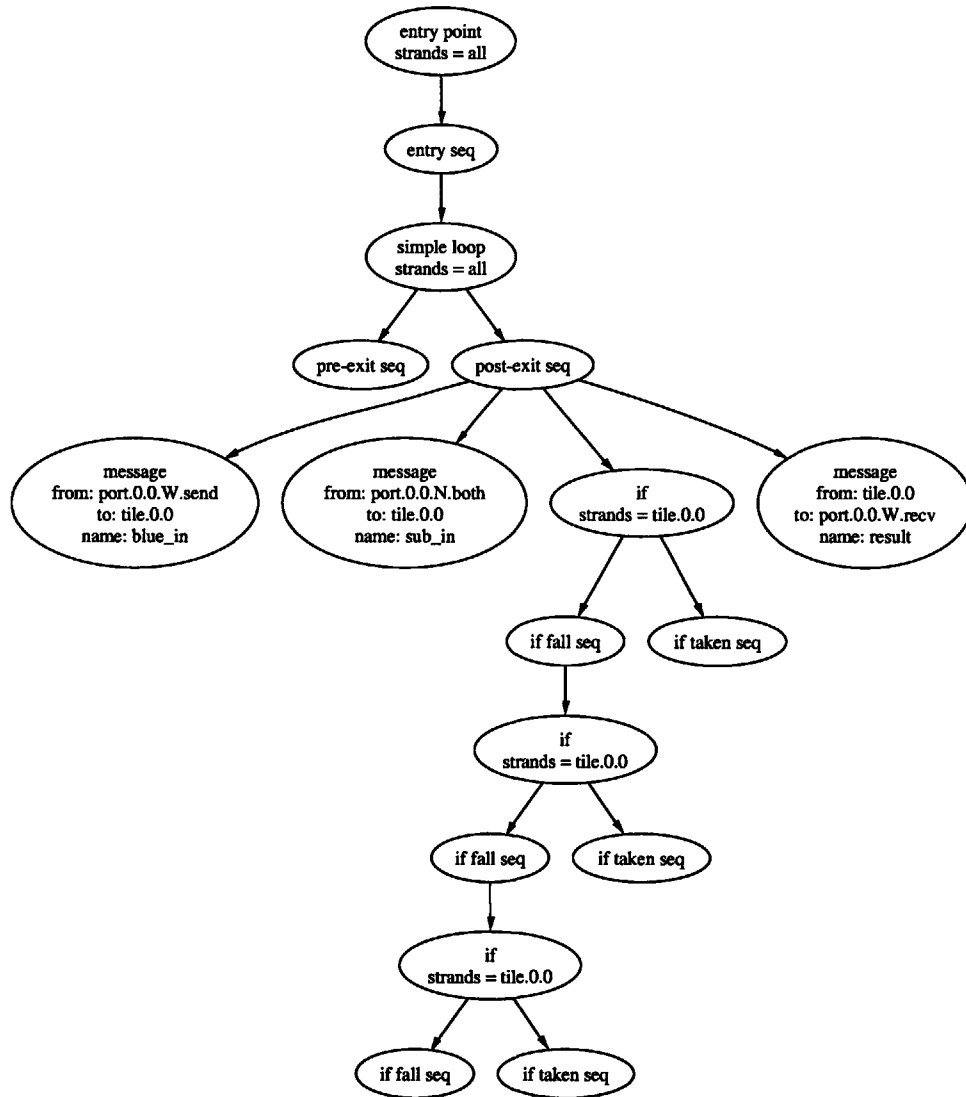 entry point
strands = all
entry seq
simple loop
strands = all
pre-exit seq
post-exit seq
message
from: port.0.0.W.send
to: tile.0.0
name: blue_in
message
from: port.0.0.N.both
to: tile.0.0
name: sub_in
if
strands = tile.0.0
message
from: tile.0.0
to: port.0.0.W.recv
name: result
if fall seq
if taken seq
if
strands = tile.0.0
if fall seq
if taken seq
if
strands = tile.0.0
if fall seq
if taken seq